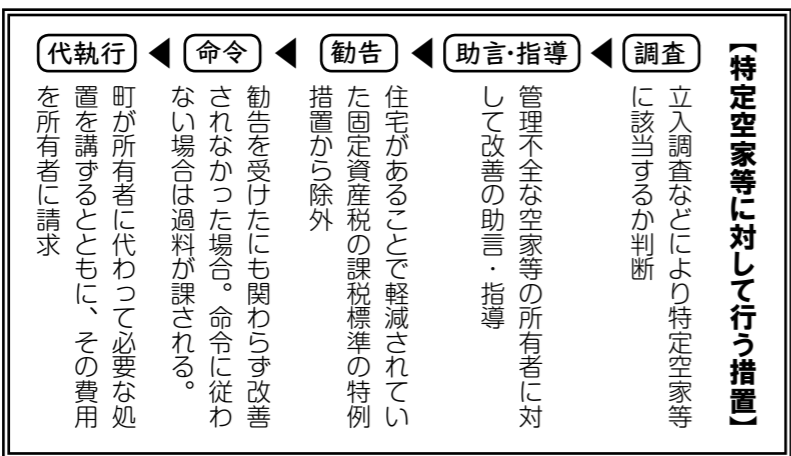 【特定空家等に対して行う措置】
調査
立入調査などにより特定空家等
に該当するか判断
◀
助言・指導
管理不全な空家等の所有者に対
して改善の助言・指導
◀
勧告
住宅があることで軽減されてい
た固定資産税の課税標準の特例
措置から除外
◀
命令
勧告を受けたにも関わらず改善
されなかった場合。命令に従わ
ない場合は過料が課される。
◀
代執行
町が所有者に代わって必要な処
置を講ずるとともに、その費用
を所有者に請求